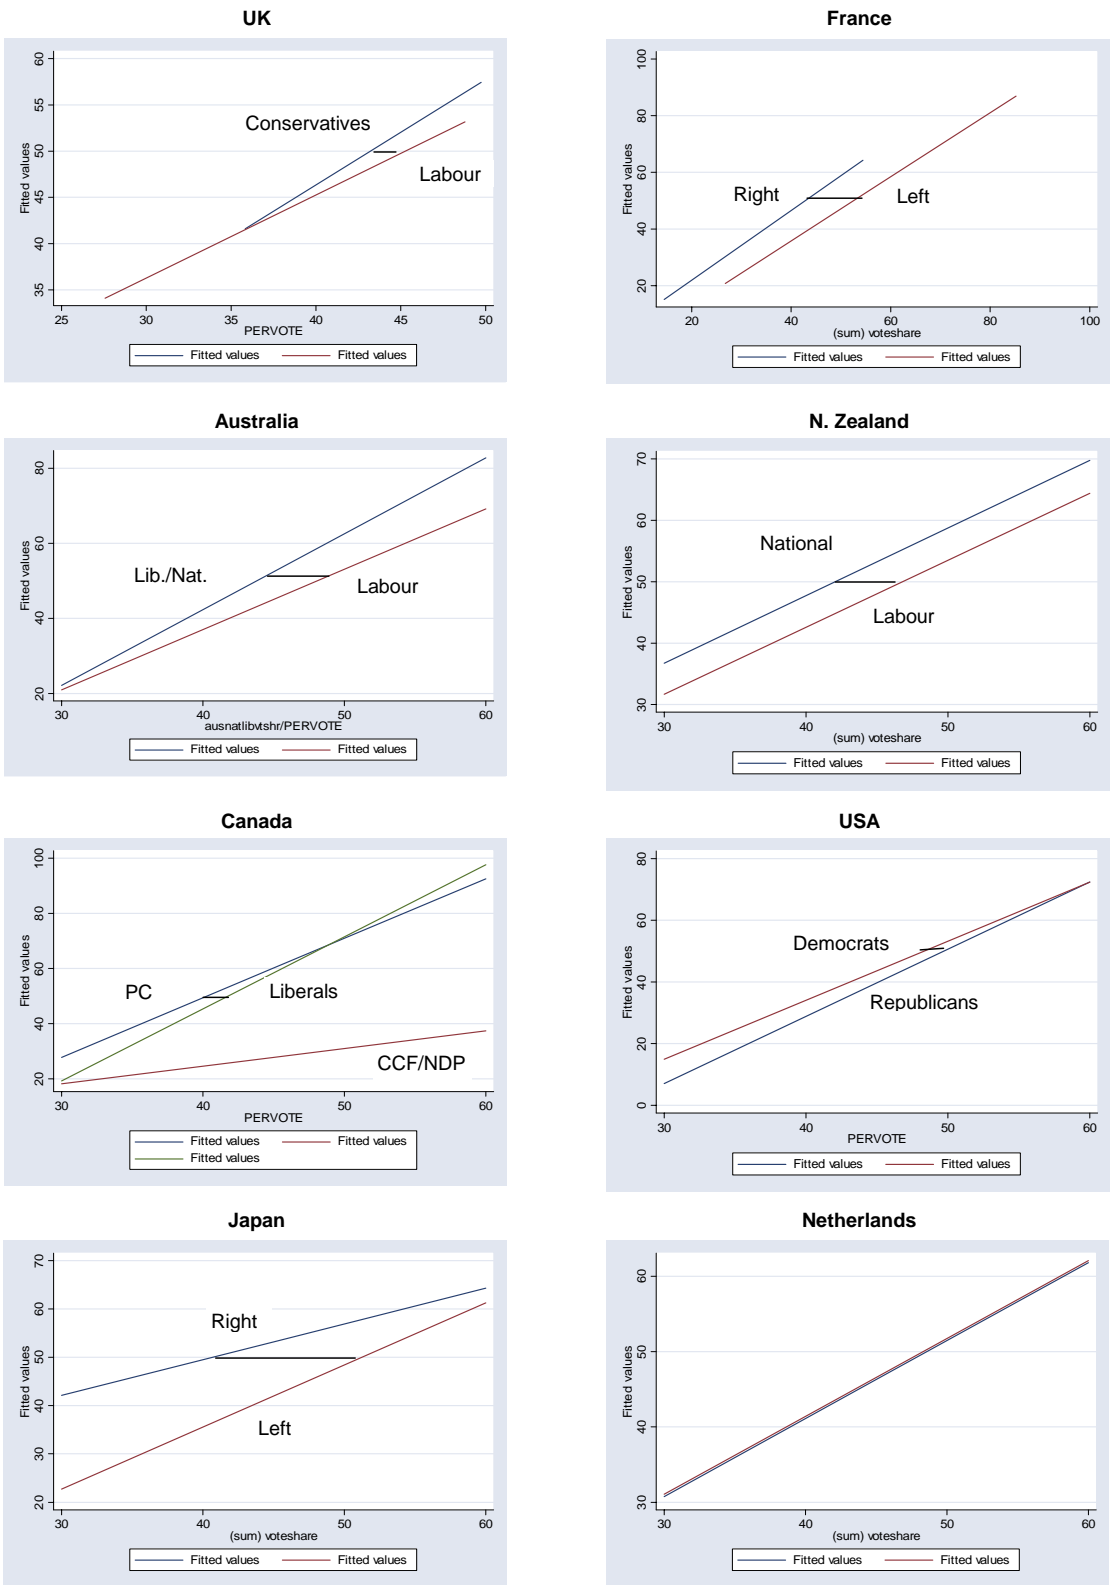 UK
60
55
50
45
40
35
Fitted values
Conservatives
Labour
25 30 35 40 45 50
PERVOTE
Fitted values Fitted values
France
100
80
60
40
20
Fitted values
Right Left
20 40 60 80 100
(sum) voteshare
Fitted values Fitted values
Australia
80
60
40
20
Fitted values
Lib./Nat.
Labour
30 40 50 60
ausnatlibvtshr/PERVOTE
Fitted values Fitted values
N. Zealand
70
60
50
40
30
Fitted values
National
Labour
30 40 50 60
(sum) voteshare
Fitted values Fitted values
Canada
100
80
60
40
20
Fitted values
PC Liberals
CCF/NDP
30 40 50 60
PERVOTE
Fitted values Fitted values
Fitted values
USA
80
60
40
20
0
Fitted values
Democrats
Republicans
30 40 50 60
PERVOTE
Fitted values Fitted values
Japan
70
60
50
40
30
20
Fitted values
Right
Left
30 40 50 60
(sum) voteshare
Fitted values Fitted values
Netherlands
60
50
40
30
Fitted values
30 40 50 60
Fitted values Fitted values